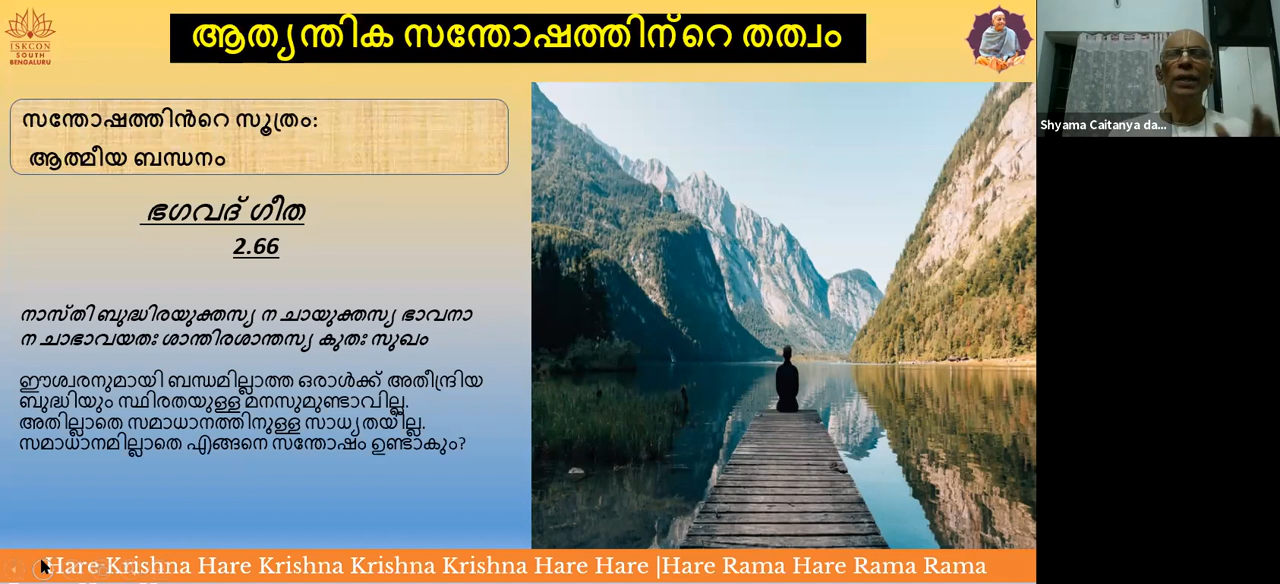 ISKCON
SOUTH
BENGALURU
ആത്യന്തിക സന്തോഷത്തിന്റെ തത്വം
സന്തോഷത്തിൻറെ സൂത്രം:
ആത്മീയ ബന്ധനം
ഭഗവദ് ഗീത
2.66
നാസ്തി ബുദ്ധിരയുക്തസ്യ ന ചായുക്തസ്യ ഭാവനാ
ന ചാഭാവയതഃ ശാന്തിരശാന്തസ്യ കുതഃ സുഖം
ഈശ്വരനുമായി ബന്ധമില്ലാത്ത ഒരാൾക്ക് അതീന്ദ്രിയ
ബുദ്ധിയും സ്ഥിരതയുള്ള മനസുമുണ്ടാവില്ല.
അതില്ലാതെ സമാധാനത്തിനുള്ള സാധ്യതയില്ല.
സമാധാനമില്ലാതെ എങ്ങനെ സന്തോഷം ഉണ്ടാകും?
Hare Krishna Hare Krishna Krishna Krishna Hare Hare |Hare Rama Hare Rama Rama
Shyama Caitanya da...